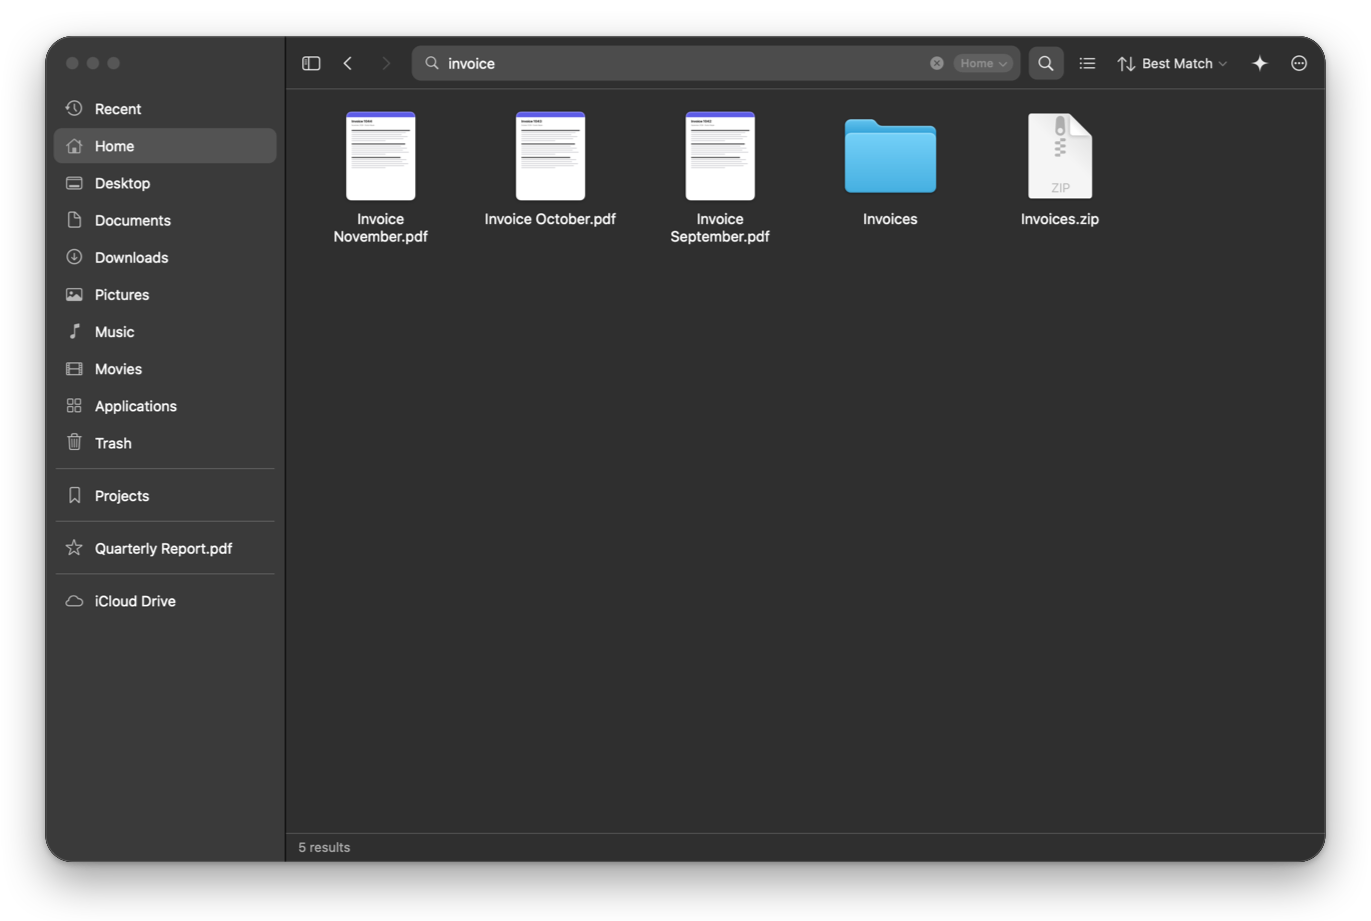 invoice
Home
Best Match
Recent
Home
Desktop
Documents
Downloads
Pictures
Music
Movies
Applications
Trash
Projects
Quarterly Report.pdf
iCloud Drive
Invoice
November.pdf
Invoice October.pdf
Invoice
September.pdf
Invoices
ZIP
Invoices.zip
5 results